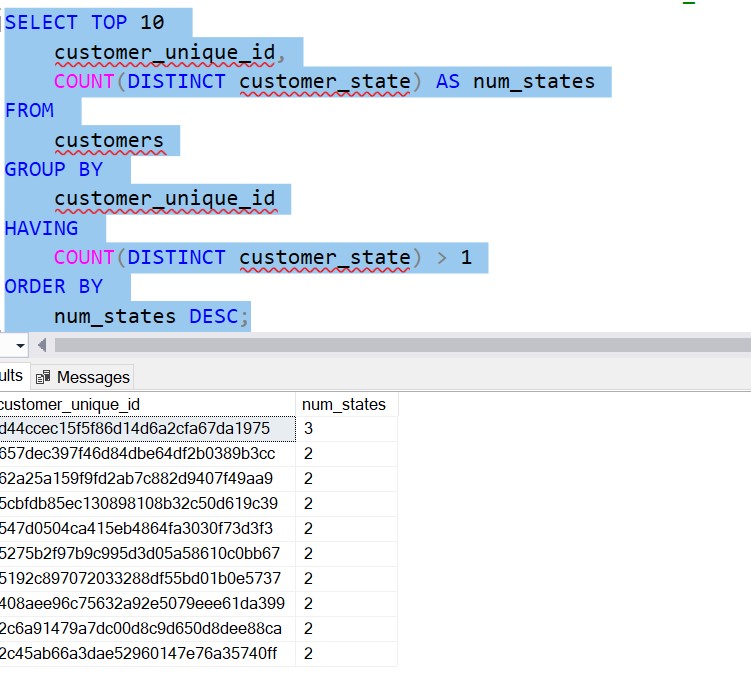 SELECT TOP 10
customer_unique_id,
COUNT(DISTINCT customer_state) AS num_states
FROM
customers
GROUP BY
customer_unique_id
HAVING
COUNT(DISTINCT customer_state) > 1
ORDER BY
num_states DESC;
ults Messages
customer_unique_id num_states
d44ccec15f5f86d14d6a2cfa67da1975 3
657dec397f46d84dbe64df2b0389b3cc 2
62a25a159f9fd2ab7c882d9407f49aa9 2
5cbfdb85ec130898108b32c50d619c39 2
547d0504ca415eb4864fa3030f73d3f3 2
5275b2f97b9c995d3d05a58610c0bb67 2
5192c897072033288df55bd01b0e5737 2
408aee96c75632a92e5079eee61da399 2
2c6a91479a7dc00d8c9d650d8dee88ca 2
2c45ab66a3dae52960147e76a35740ff 2